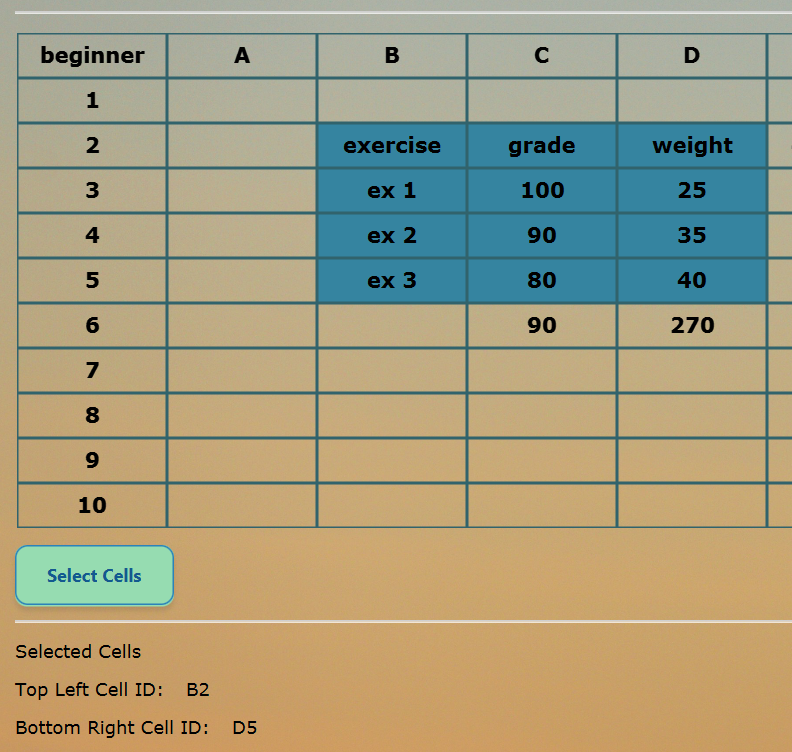 beginner A B C D
1
2 exercise grade weight
3 ex 1 100 25
4 ex 2 90 35
5 ex 3 80 40
6 90 270
7
8
9
10
Select Cells
Selected Cells
Top Left Cell ID: B2
Bottom Right Cell ID: D5